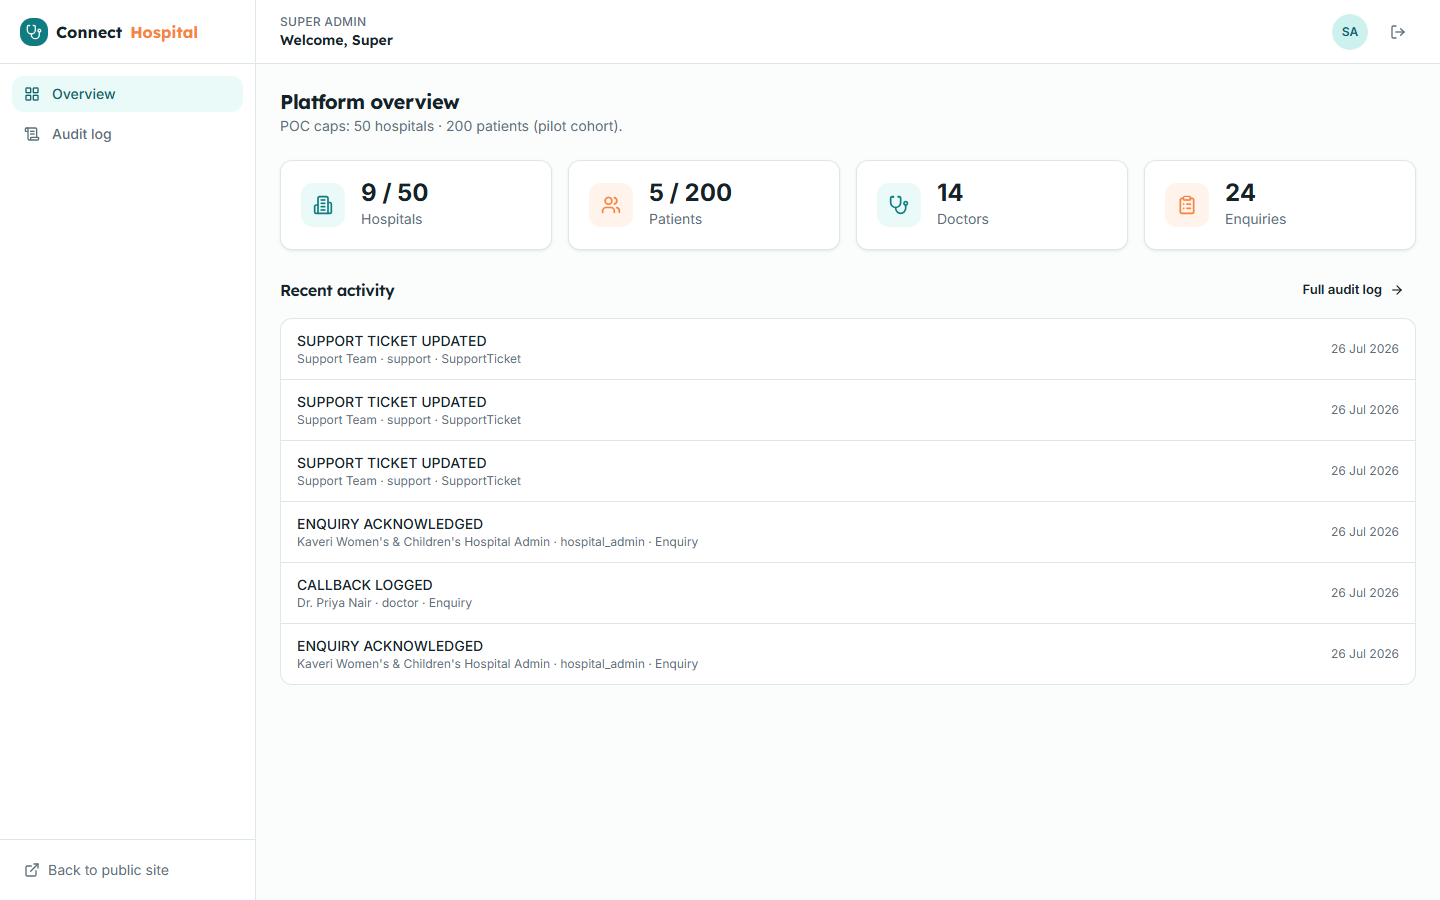 Connect Hospital
SUPER ADMIN
Welcome, Super
SA
Overview
Audit log
Platform overview
POC caps: 50 hospitals · 200 patients (pilot cohort).
9 / 50
Hospitals
5 / 200
Patients
14
Doctors
24
Enquiries
Recent activity
Full audit log
SUPPORT TICKET UPDATED
Support Team · support · SupportTicket
26 Jul 2026
SUPPORT TICKET UPDATED
Support Team · support · SupportTicket
26 Jul 2026
SUPPORT TICKET UPDATED
Support Team · support · SupportTicket
26 Jul 2026
ENQUIRY ACKNOWLEDGED
Kaveri Women's & Children's Hospital Admin · hospital_admin · Enquiry
26 Jul 2026
CALLBACK LOGGED
Dr. Priya Nair · doctor · Enquiry
26 Jul 2026
ENQUIRY ACKNOWLEDGED
Kaveri Women's & Children's Hospital Admin · hospital_admin · Enquiry
26 Jul 2026
Back to public site